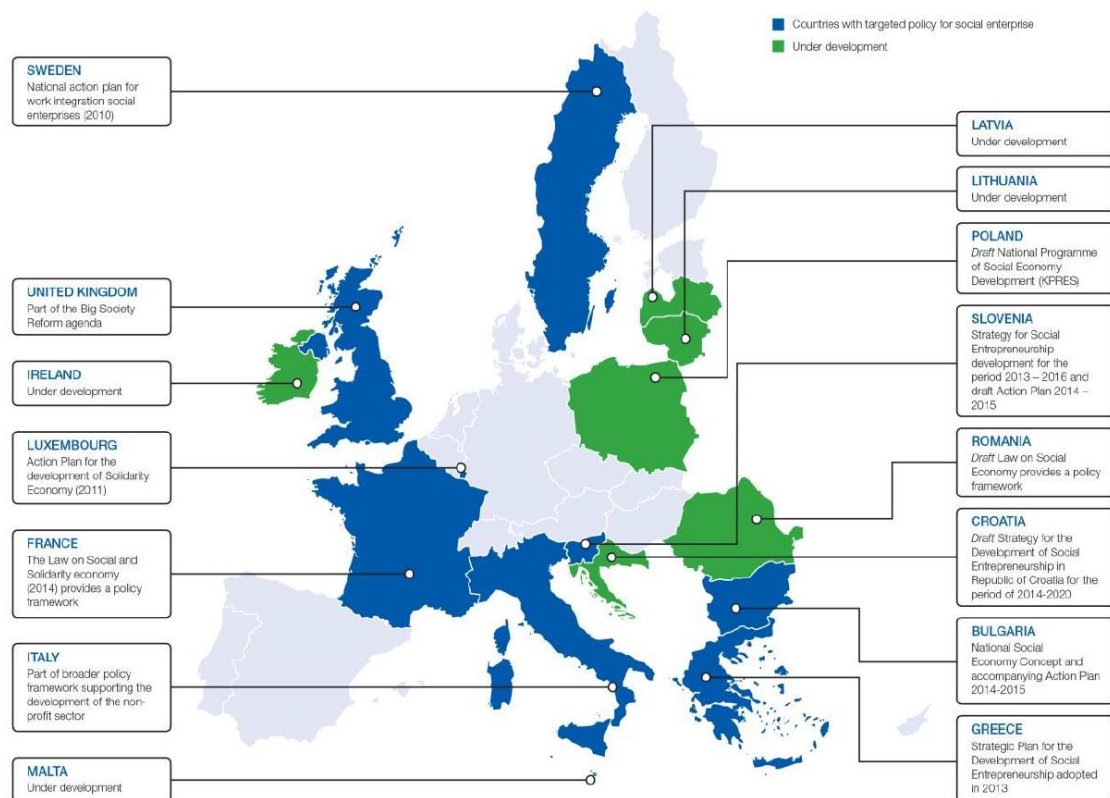 Countries with targeted policy for social enterprise
Under development
SWEDEN
National action plan for
work integration social
enterprises (2010)
UNITED KINGDOM
Part of the Big Society
Reform agenda
IRELAND
Under development
LUXEMBOURG
Action Plan for the
development of Solidarity
Economy (2011)
FRANCE
The Law on Social and
Solidarity economy
(2014) provides a policy
framework
ITALY
Part of broader policy
framework supporting the
development of the non-
profit sector
MALTA
Under development
LATVIA
Under development
LITHUANIA
Under development
POLAND
Draft National Programme
of Social Economy
Development (KPRES)
SLOVENIA
Strategy for Social
Entrepreneurship
development for the
period 2013 – 2016 and
draft Action Plan 2014 –
2015
ROMANIA
Draft Law on Social
Economy provides a policy
framework
CROATIA
Draft Strategy for the
Development of Social
Entrepreneurship in
Republic of Croatia for the
period of 2014-2020
BULGARIA
National Social
Economy Concept and
accompanying Action Plan
2014-2015
GREECE
Strategic Plan for the
Development of Social
Entrepreneurship adopted
in 2013